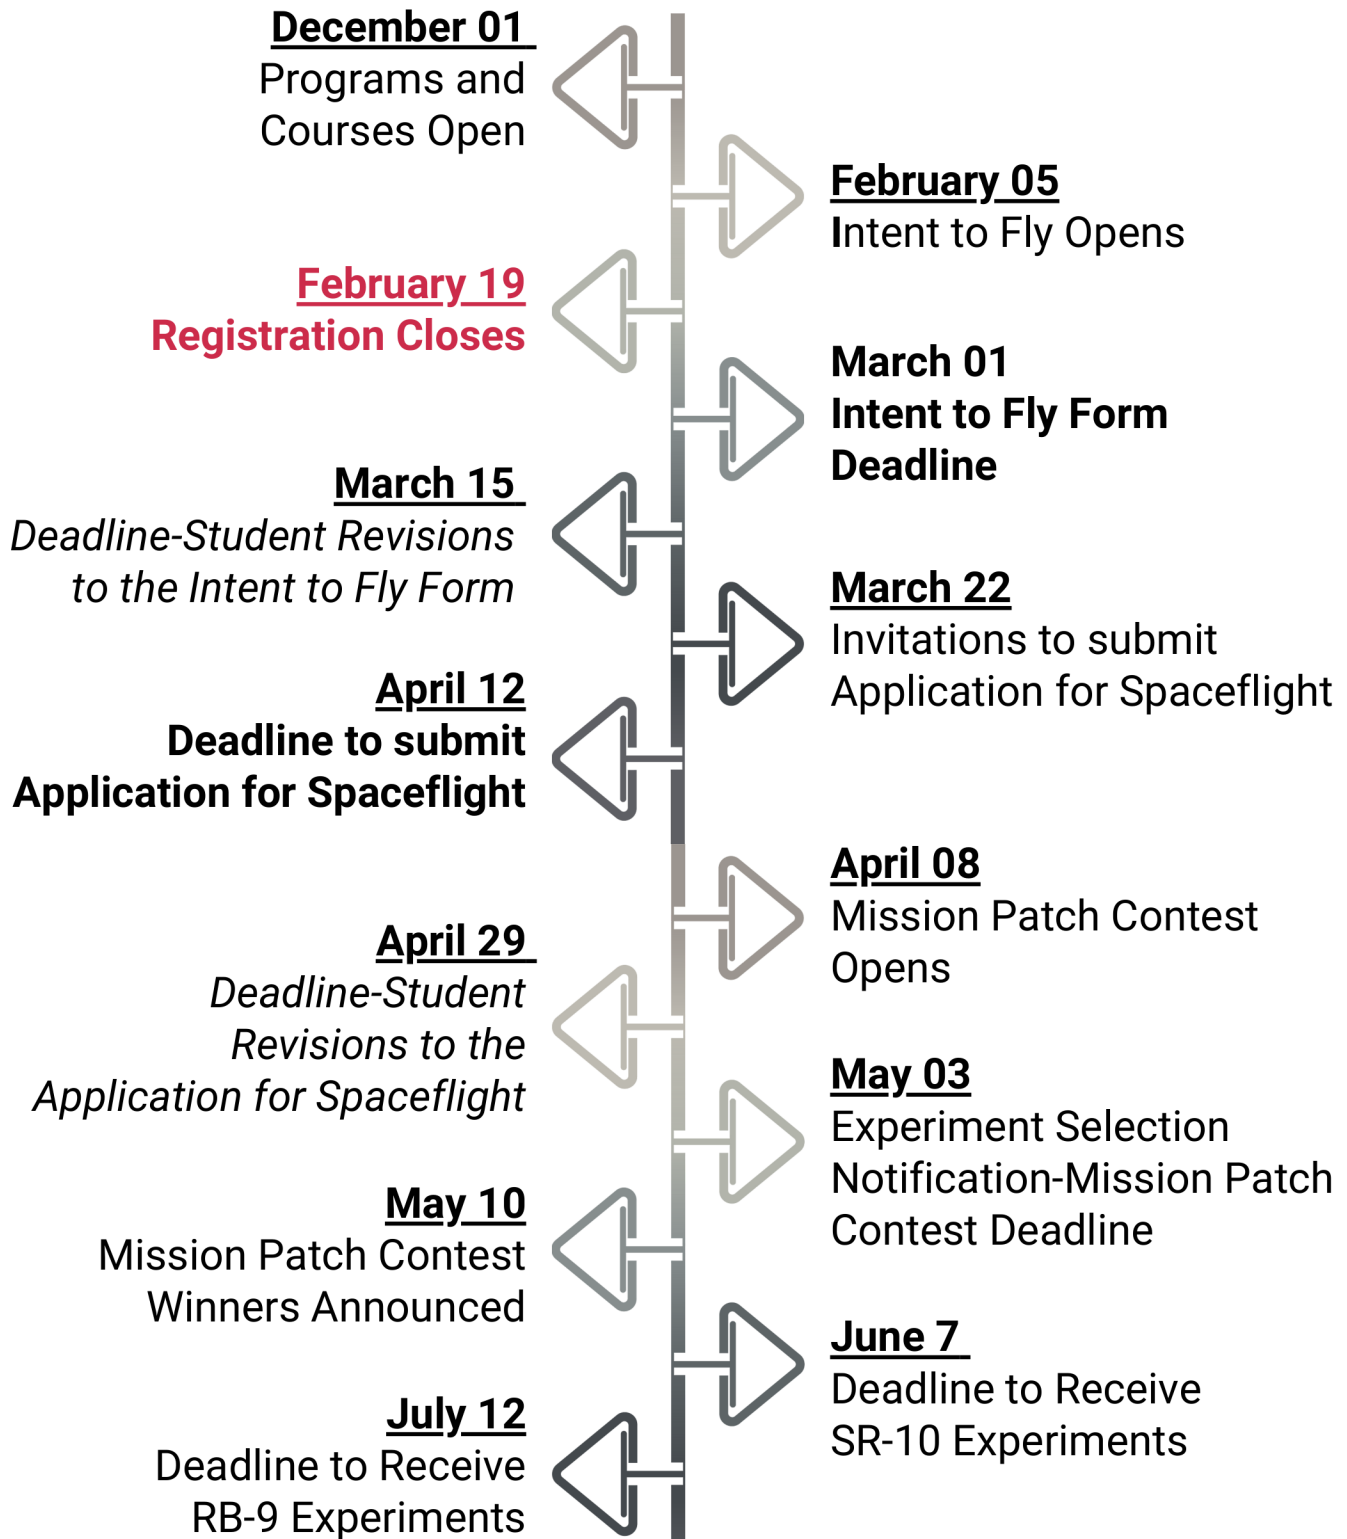 December 01
Programs and
Courses Open
February 05
Intent to Fly Opens
February 19
Registration Closes
March 01
Intent to Fly Form
Deadline
March 15
Deadline-Student Revisions
to the Intent to Fly Form
March 22
Invitations to submit
Application for Spaceflight
April 12
Deadline to submit
Application for Spaceflight
April 08
Mission Patch Contest
Opens
April 29
Deadline-Student
Revisions to the
Application for Spaceflight
May 03
Experiment Selection
Notification-Mission Patch
Contest Deadline
May 10
Mission Patch Contest
Winners Announced
June 7
Deadline to Receive
SR-10 Experiments
July 12
Deadline to Receive
RB-9 Experiments